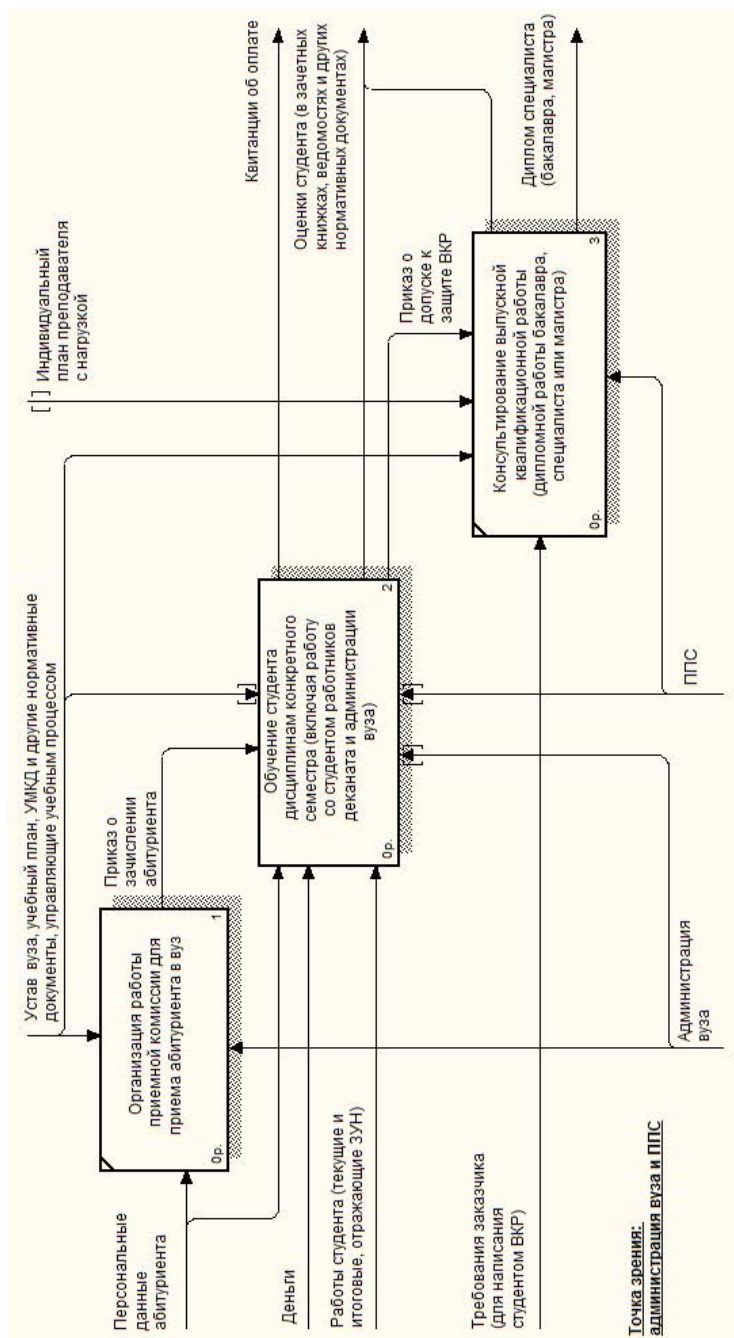 Устав вуза, учебный план, УМКД и другие нормативные
документы, управляющие учебным процессом
[ ] Индивидуальный
план преподавателя
с нагрузкой
Персональные
данные
абитуриента
Организация работы
приемной комиссии для
приема абитуриента в вуз
0р.
1
Приказ о
зачислении
абитуриента
Деньги
Работы студента (текущие и
итоговые, отражающие ЗУН)
Обучение студента
дисциплинам конкретного
семестра (включая работу
со студентом работников
деканата и администрации
вуза)
0р.
2
Квитанции об оплате
Оценки студента (в зачетных
книжках, ведомостях и других
нормативных документах)
Приказ о
допуске к
защите ВКР
Требования заказчика
(для написания
студентом ВКР)
Консультирование выпускной
квалификационной работы
(дипломной работы бакалавра,
специалиста или магистра)
0р.
3
Диплом специалиста
(бакалавра, магистра)
Точка зрения:
администрация вуза и ППС
Администрация
вуза
ППС